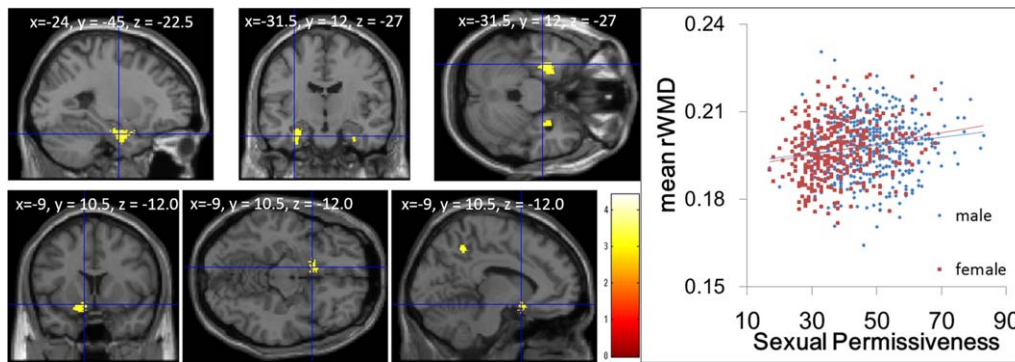 x=-24, y = -45, z = -22.5
x=-31.5, y = 12, z = -27
x=-31.5, y = 12, z = -27
x=-9, y = 10.5, z = -12.0
x=-9, y = 10.5, z = -12.0
x=-9, y = 10.5, z = -12.0
4
3
2
1
0
mean rWMD
0.24
0.21
0.18
0.15
male
female
10 30 50 70 90
Sexual Permissiveness